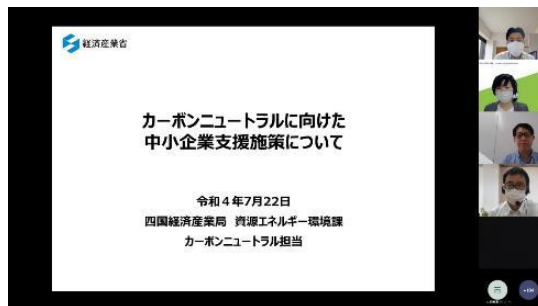 経済産業省
カーボンニュートラルに向けた
中小企業支援施策について
令和4年7月22日
四国経済産業局 資源エネルギー環境課
カーボンニュートラル担当